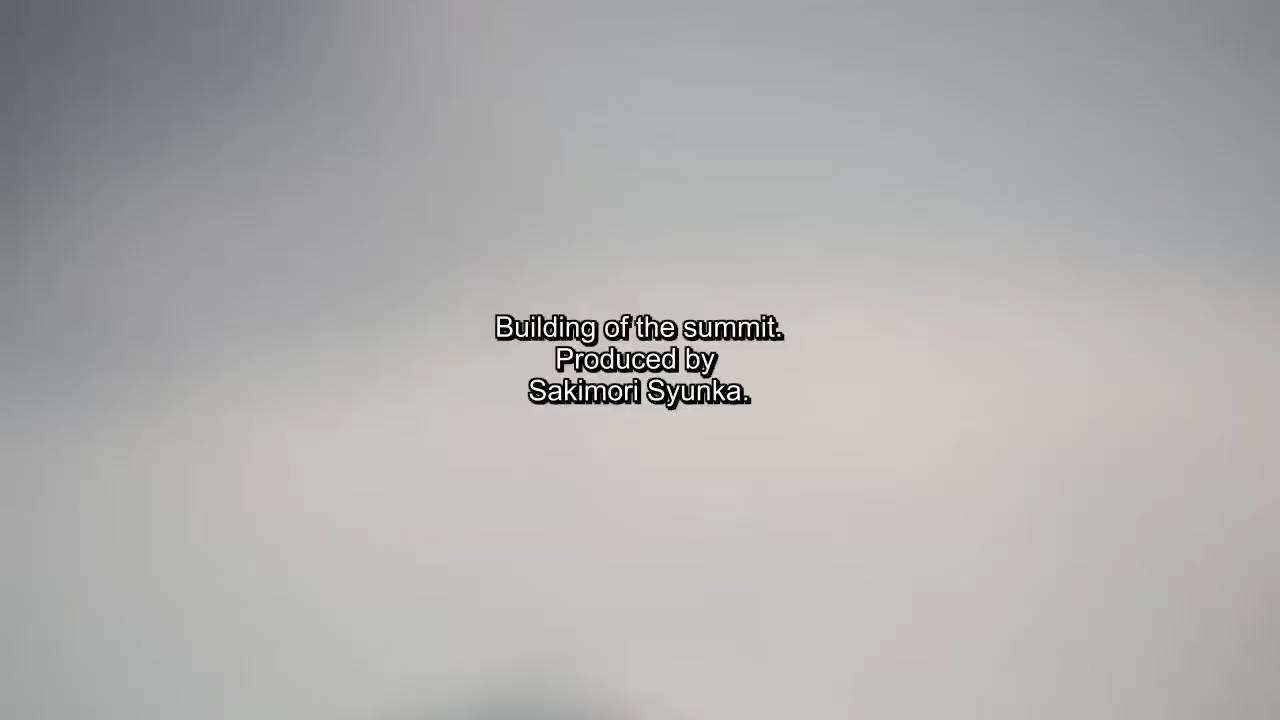 Building of the summit.
Produced by
Sakimori Syunka.